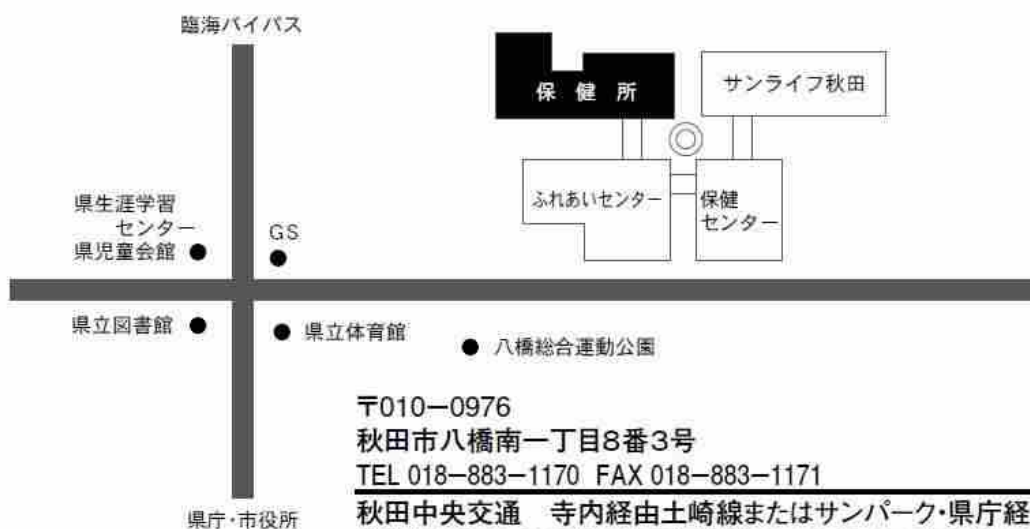 臨海バイパス
保健所
サンライフ秋田
ふれあいセンター
保健
センター
県生涯学習
センター
県児童会館
GS
県立図書館
県立体育館
八橋総合運動公園
〒010－0976
秋田市八橋南一丁目8番3号
TEL 018－883－1170 FAX 018－883－1171
県庁・市役所
秋田中央交通　寺内経由土崎線またはサンパーク・県庁経